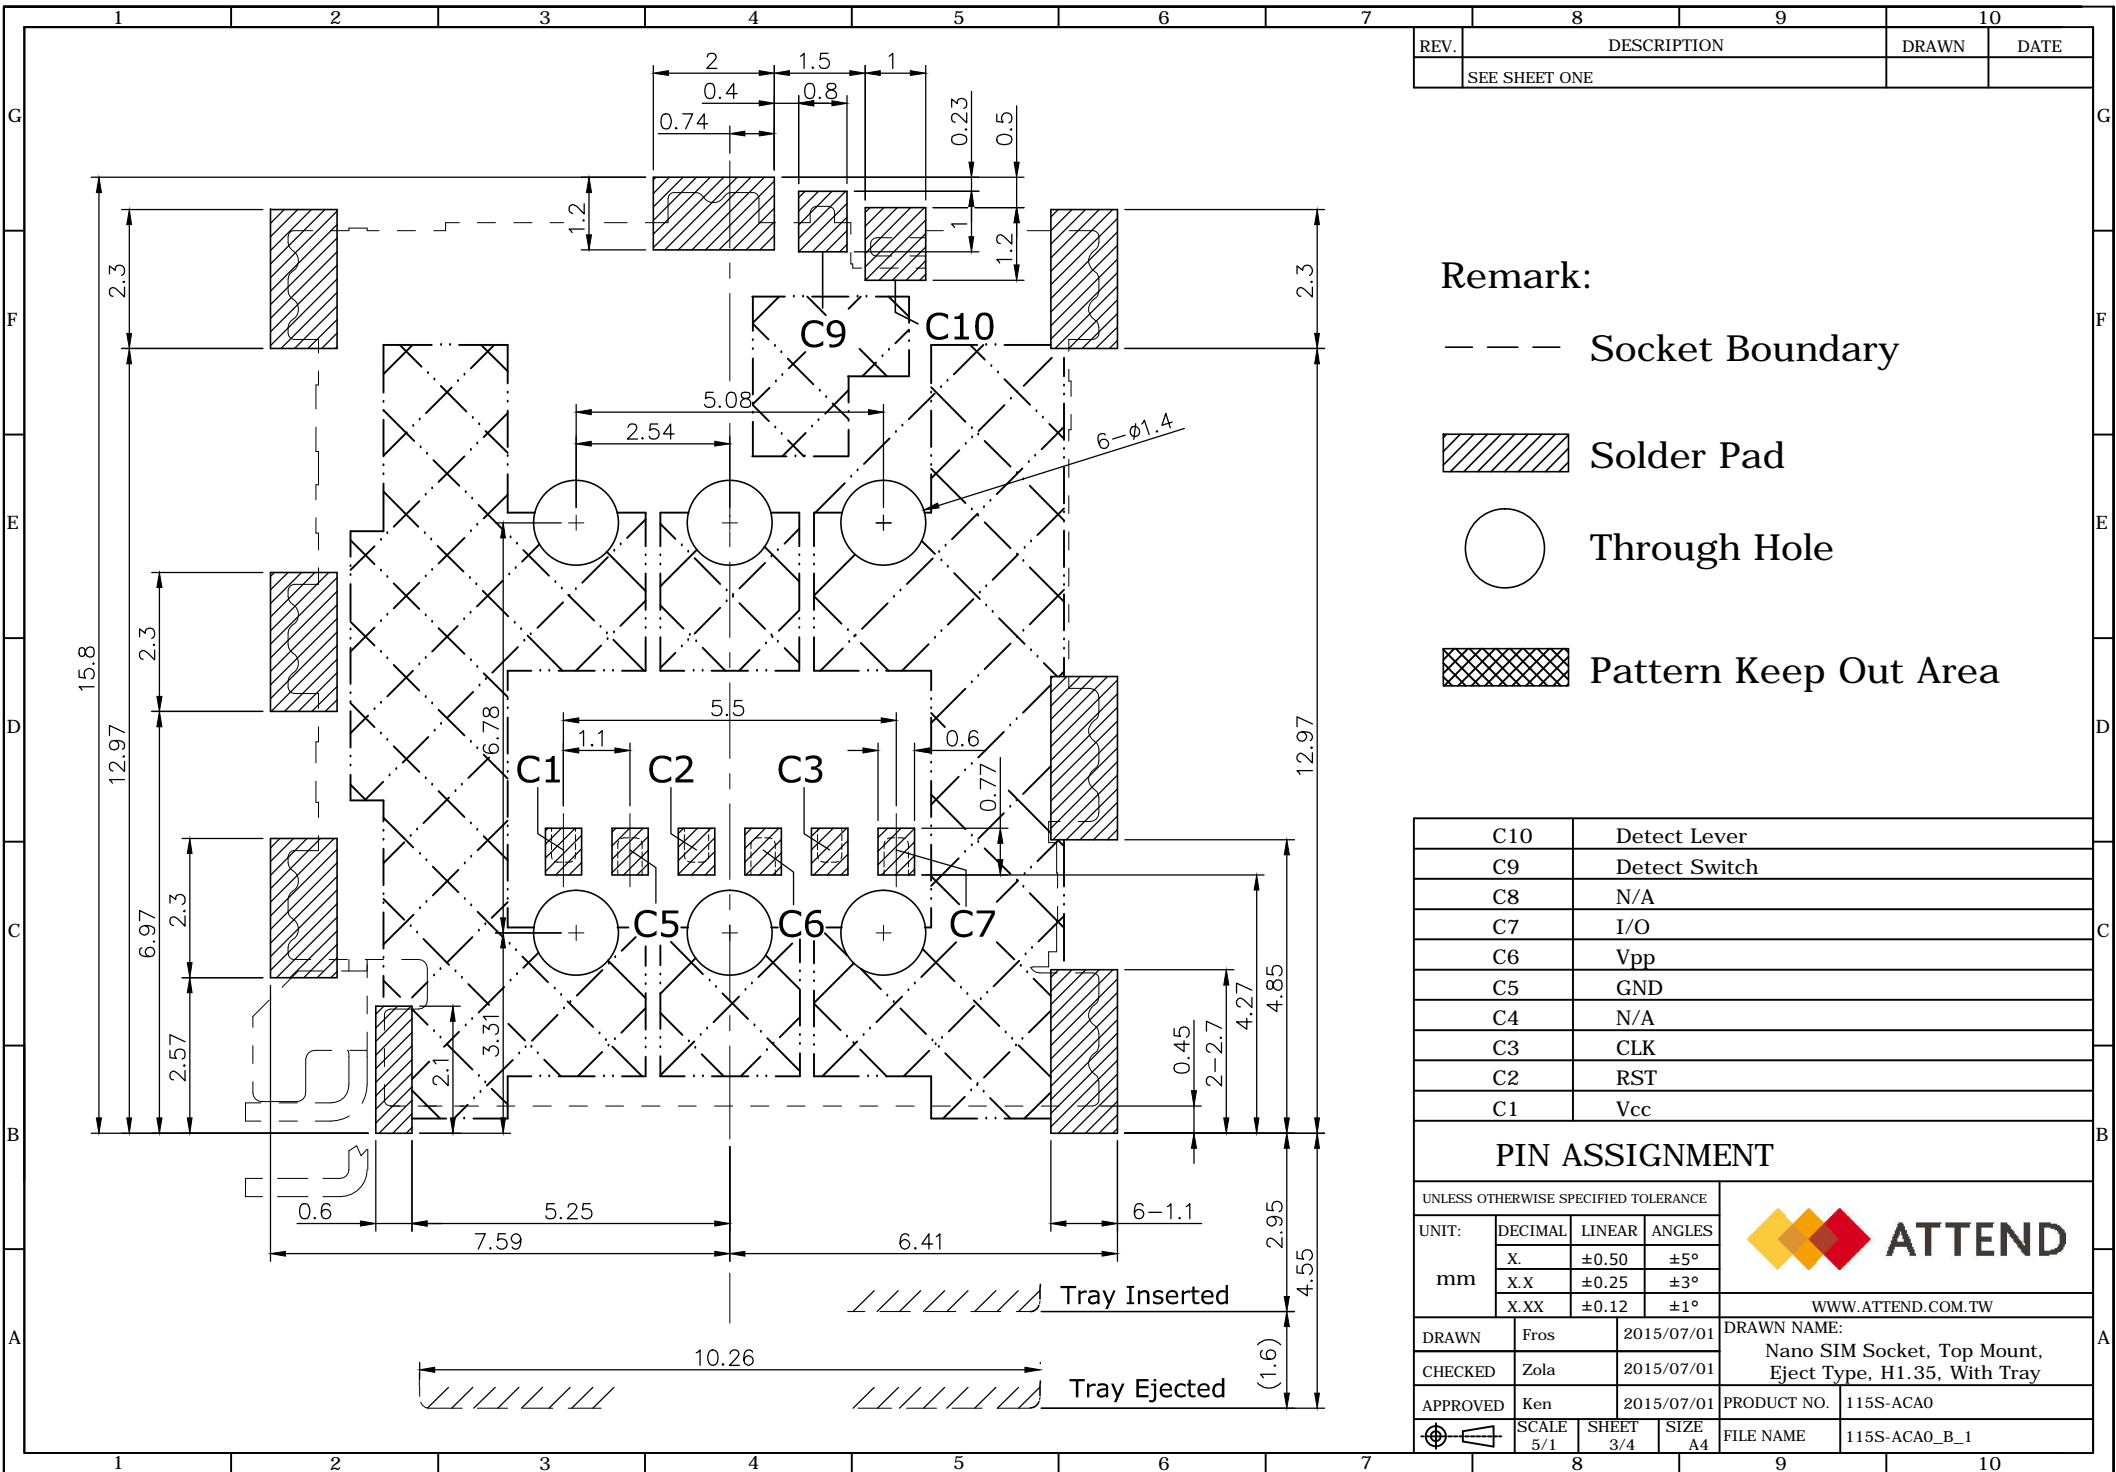 1 2 3 4 5 6 7 8 9 10
G
F
E
D
C
B
A
G
F
E
D
C
B
A
REV. DESCRIPTION DRAWN DATE
SEE SHEET ONE
2 1.5 1
0.4 0.8
0.74
0.23
0.5
1.2
1
1.2
2.3
2.3
C9
C10
5.08
2.54
6-ø1.4
15.8
12.97
2.3
6.97
2.3
2.57
6.78
3.31
2.1
5.5
1.1
0.6
0.77
C1 C2 C3
C5 C6 C7
12.97
4.85
4.27
2-2.7
0.45
0.6 5.25 6-1.1
7.59 6.41
2.95
4.55
(1.6)
Tray Inserted
10.26
Tray Ejected
Remark:
Socket Boundary
Solder Pad
Through Hole
Pattern Keep Out Area
C10 Detect Lever
C9 Detect Switch
C8 N/A
C7 I/O
C6 Vpp
C5 GND
C4 N/A
C3 CLK
C2 RST
C1 Vcc
PIN ASSIGNMENT
UNLESS OTHERWISE SPECIFIED TOLERANCE
UNIT: DECIMAL LINEAR ANGLES
mm
X. ±0.50 ±5°
X.X ±0.25 ±3°
X.XX ±0.12 ±1°
ATTEND
WWW.ATTEND.COM.TW
DRAWN Fros 2015/07/01
CHECKED Zola 2015/07/01
APPROVED Ken 2015/07/01
DRAWN NAME:
Nano SIM Socket, Top Mount,
Eject Type, H1.35, With Tray
PRODUCT NO. 115S-ACA0
SCALE 5/1 SHEET 3/4 SIZE A4
FILE NAME 115S-ACA0_B_1
1 2 3 4 5 6 7 8 9 10